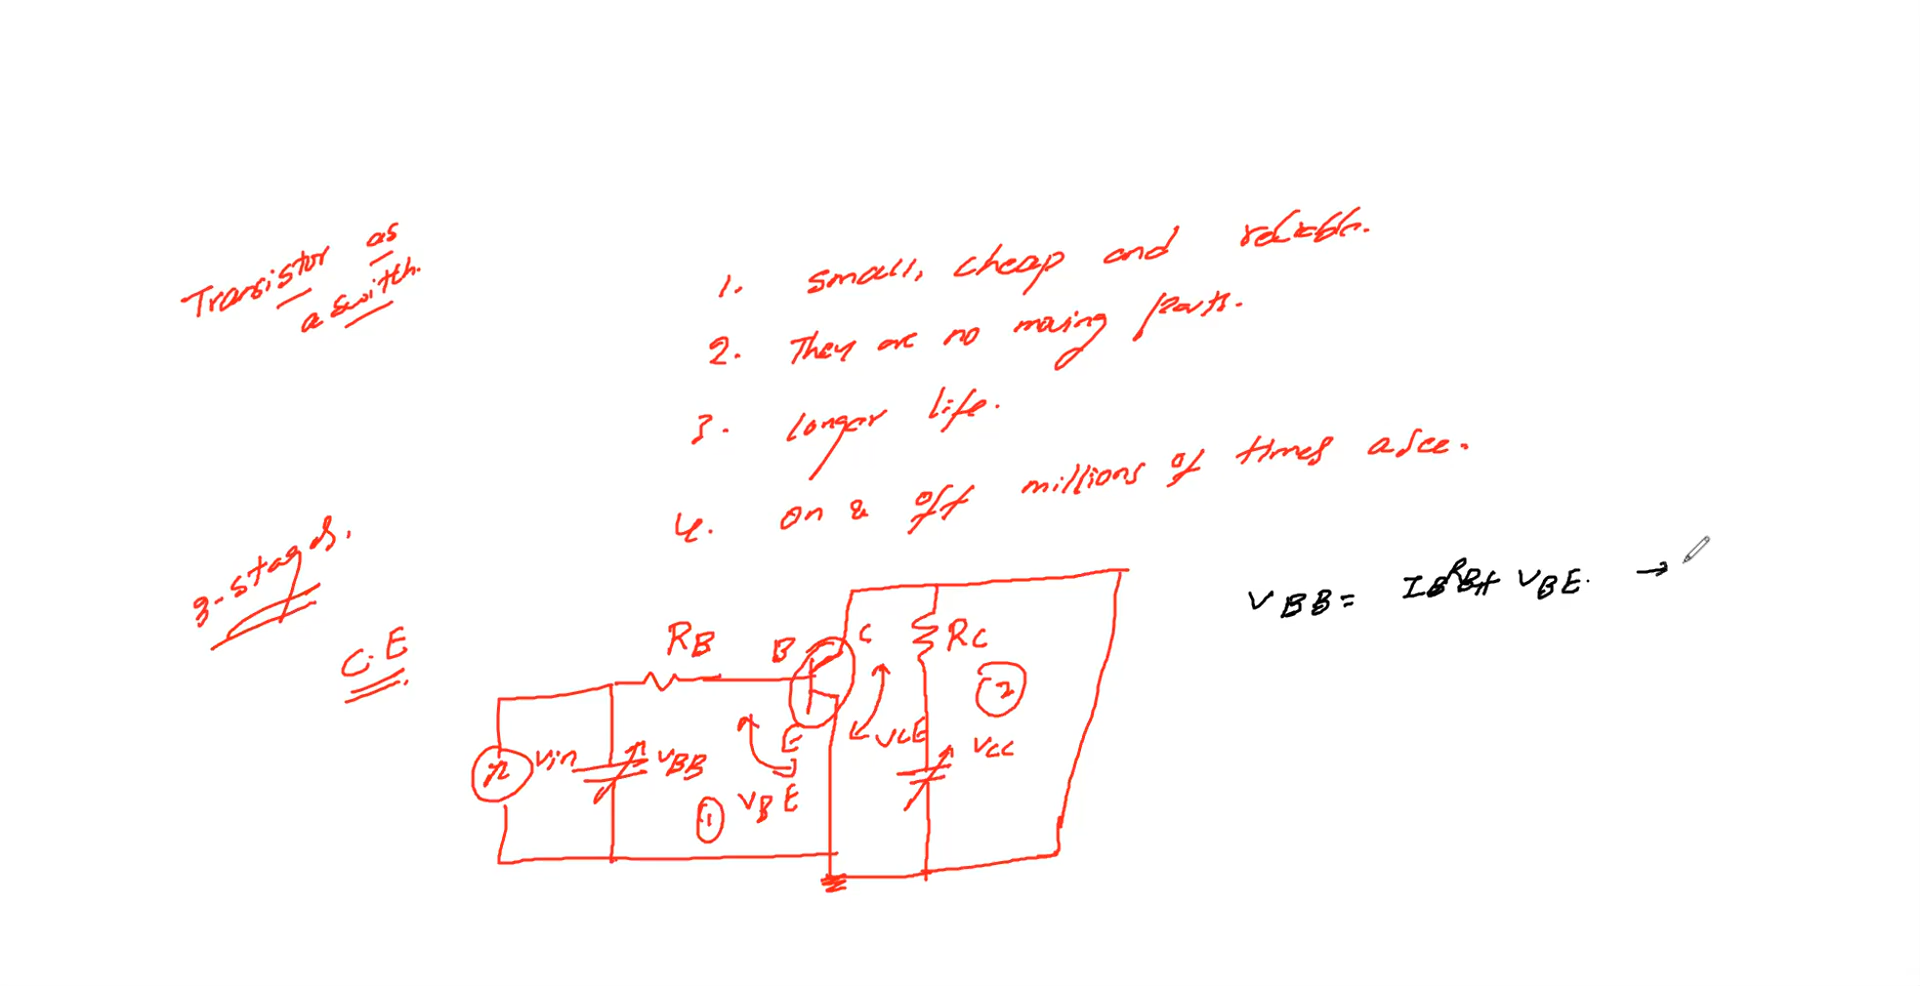 Transistor as
a switch.
1. Small, cheap and reliable.
2. They are no moving parts.
3. Longer life.
4. On & off millions of times a sec.
3-stages.
C.E
VBB = IBRB + VBE. →
RB
B
C
RC
2
E
VCE
VCC
Vin
VBB
VBE
1